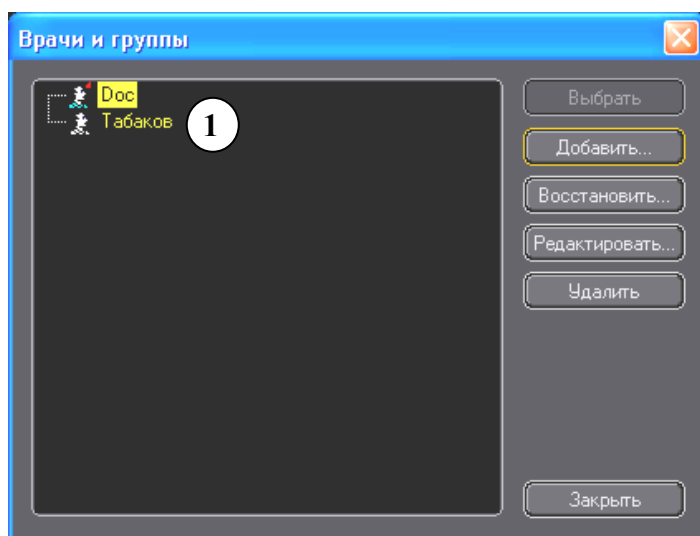 Врачи и группы
Doc
Табаков
1
Выбрать
Добавить...
Восстановить...
Редактировать...
Удалить
Закрыть